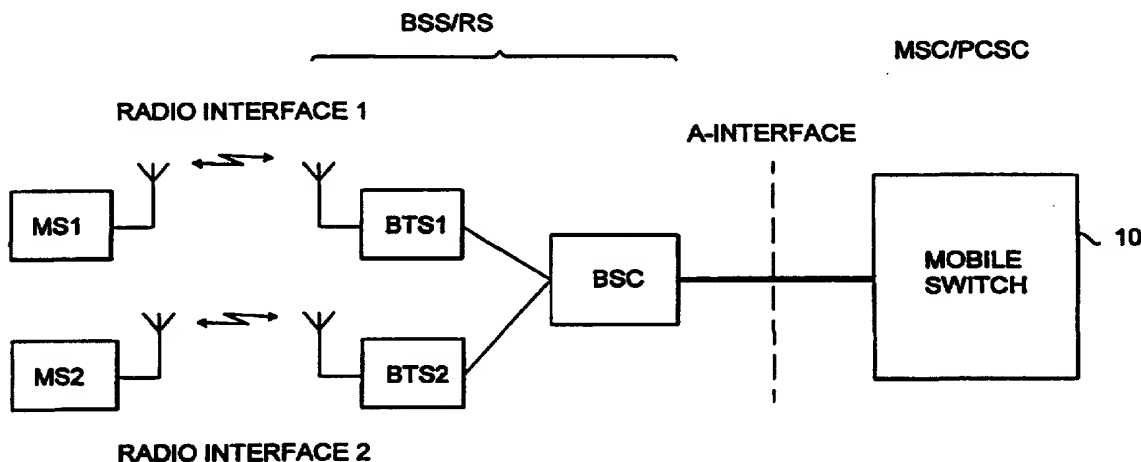 BSS/RS
MSC/PCSC
RADIO INTERFACE 1
A-INTERFACE
MS1
BTS1
BSC
MOBILE
SWITCH
10
MS2
BTS2
RADIO INTERFACE 2